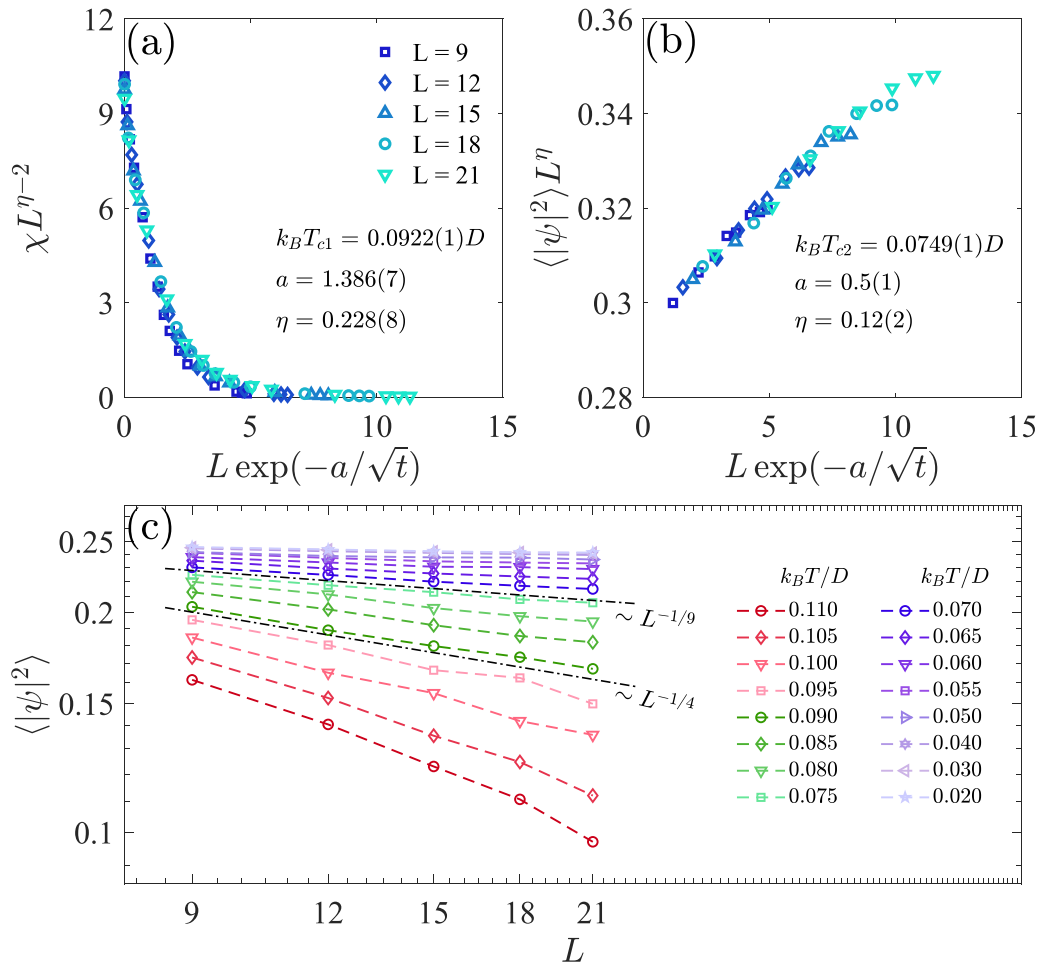 (a)
12
9
6
3
0
0 5 10 15
χL^{η−2}
L exp(−a/√t)
L = 9
L = 12
L = 15
L = 18
L = 21
k_BT_{c1} = 0.0922(1)D
a = 1.386(7)
η = 0.228(8)
(b)
0.36
0.34
0.32
0.3
0.28
0 5 10 15
⟨|ψ|²⟩L^η
L exp(−a/√t)
k_BT_{c2} = 0.0749(1)D
a = 0.5(1)
η = 0.12(2)
(c)
0.25
0.2
0.15
0.1
⟨|ψ|²⟩
9 12 15 18 21
L
∼ L^{−1/9}
∼ L^{−1/4}
k_BT/D k_BT/D
0.110 0.070
0.105 0.065
0.100 0.060
0.095 0.055
0.090 0.050
0.085 0.040
0.080 0.030
0.075 0.020